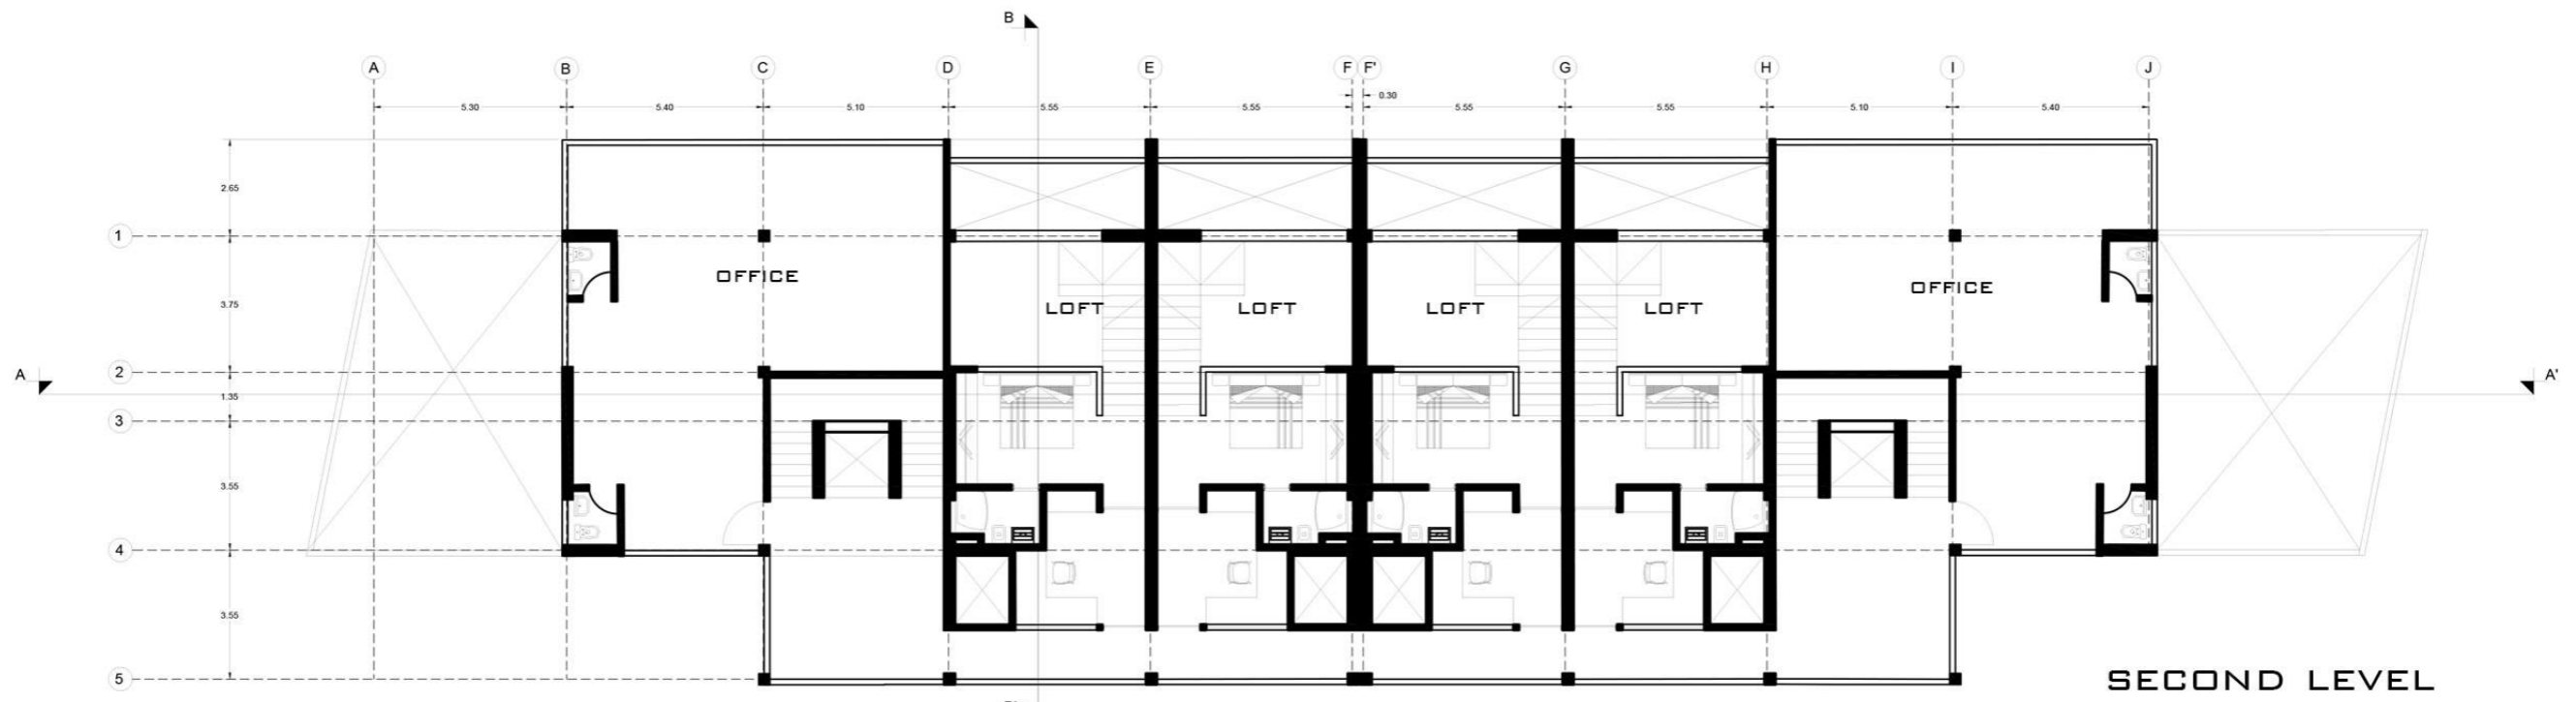 B
A B C D E F F' G H I J
5.30 5.40 5.10 5.55 5.55 0.30 5.55 5.55 5.10 5.40
2.65
1
OFFICE OFFICE
3.75
LOFT LOFT LOFT LOFT
2
A A'
1.35
3
3.55
4
3.55
5
SECOND LEVEL